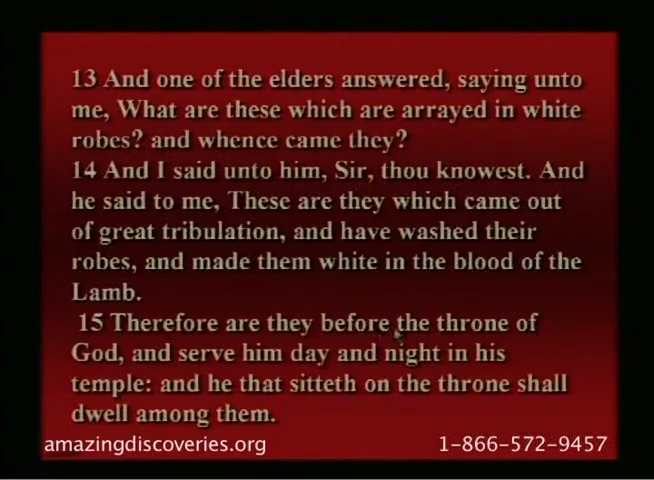 13 And one of the elders answered, saying unto
me, What are these which are arrayed in white
robes? and whence came they?
14 And I said unto him, Sir, thou knowest. And
he said to me, These are they which came out
of great tribulation, and have washed their
robes, and made them white in the blood of the
Lamb.
15 Therefore are they before the throne of
God, and serve him day and night in his
temple: and he that sitteth on the throne shall
dwell among them.
amazingdiscoveries.org 1-866-572-9457